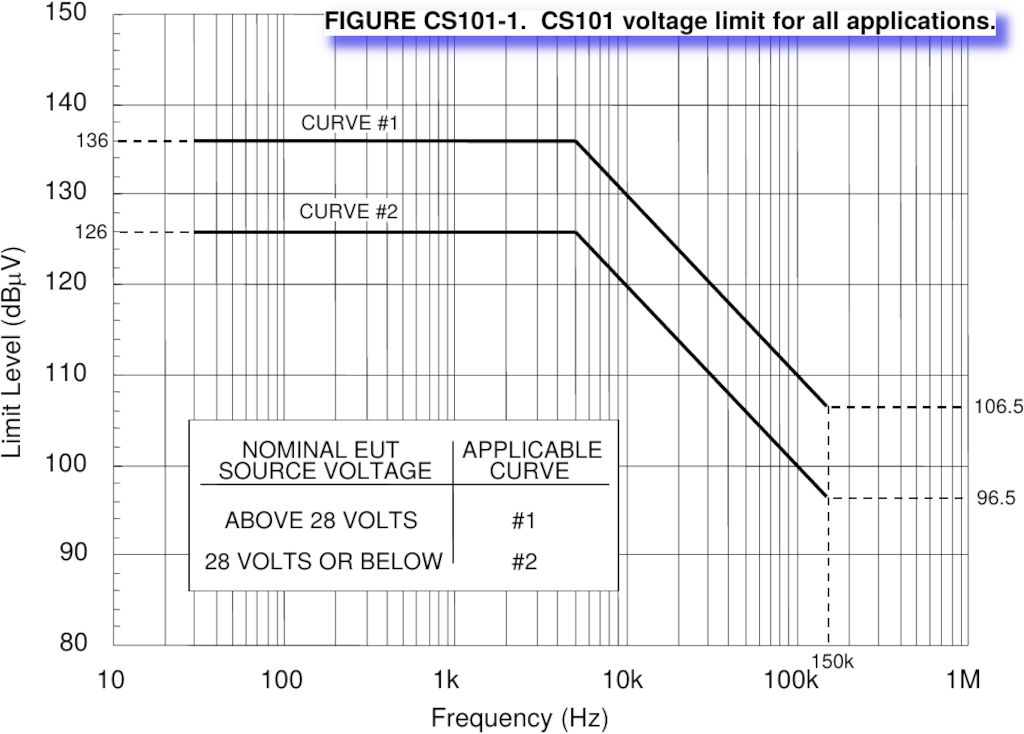 FIGURE CS101-1. CS101 voltage limit for all applications.
150
140
CURVE #1
136
130
CURVE #2
126
120
110
106.5
100
96.5
90
80
Limit Level (dBµV)
NOMINAL EUT
SOURCE VOLTAGE
APPLICABLE
CURVE
ABOVE 28 VOLTS #1
28 VOLTS OR BELOW #2
150k
10 100 1k 10k 100k 1M
Frequency (Hz)